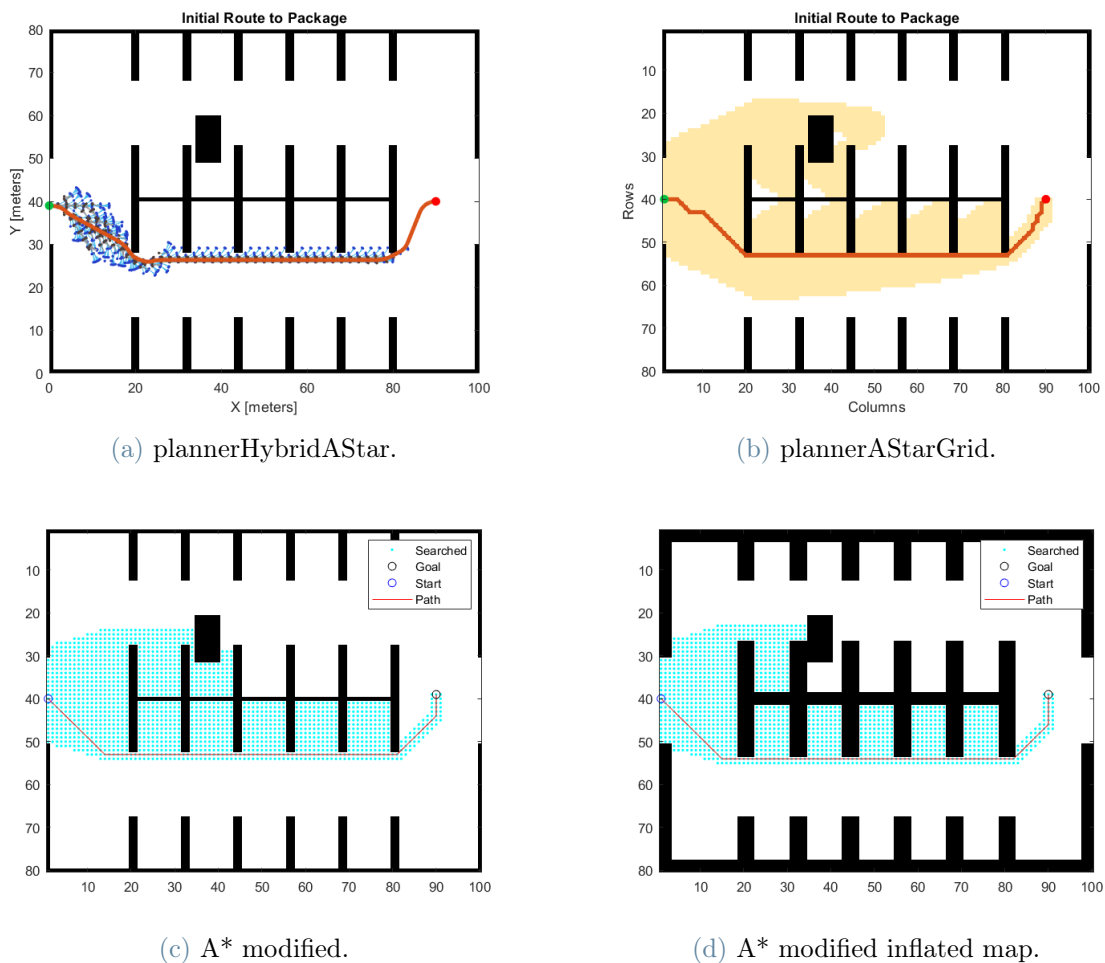 Initial Route to Package
80
70
60
50
40
30
20
10
0
Y [meters]
0 20 40 60 80 100
X [meters]
(a) plannerHybridAStar.
Initial Route to Package
10
20
30
40
50
60
70
80
Rows
10 20 30 40 50 60 70 80 90 100
Columns
(b) plannerAStarGrid.
Searched
Goal
Start
Path
10
20
30
40
50
60
70
80
10 20 30 40 50 60 70 80 90 100
(c) A* modified.
Searched
Goal
Start
Path
10
20
30
40
50
60
70
80
10 20 30 40 50 60 70 80 90 100
(d) A* modified inflated map.